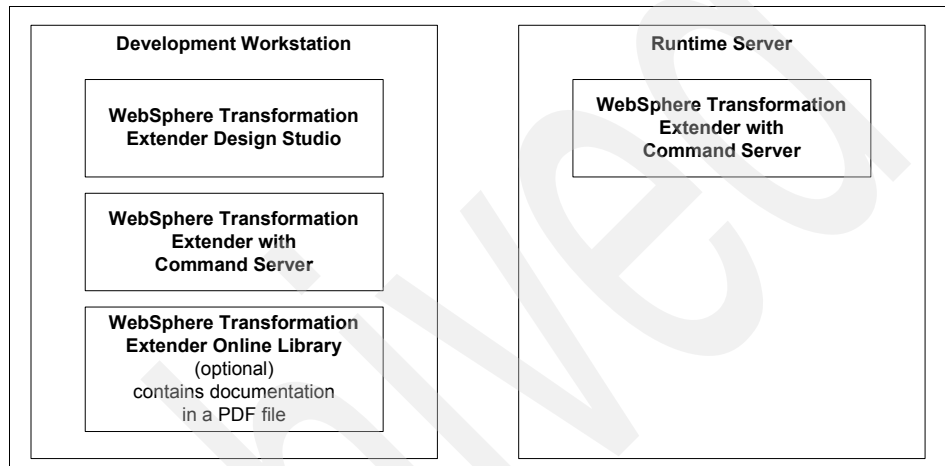 Development Workstation
WebSphere Transformation
Extender Design Studio
WebSphere Transformation
Extender with
Command Server
WebSphere Transformation
Extender Online Library
(optional)
contains documentation
in a PDF file
Runtime Server
WebSphere Transformation
Extender with
Command Server